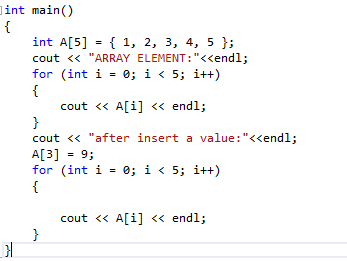 int main()
{
    int A[5] = { 1, 2, 3, 4, 5 };
    cout << "ARRAY ELEMENT:"<<endl;
    for (int i = 0; i < 5; i++)
    {
        cout << A[i] << endl;
    }
    cout << "after insert a value:"<<endl;
    A[3] = 9;
    for (int i = 0; i < 5; i++)
    {

        cout << A[i] << endl;
    }
}